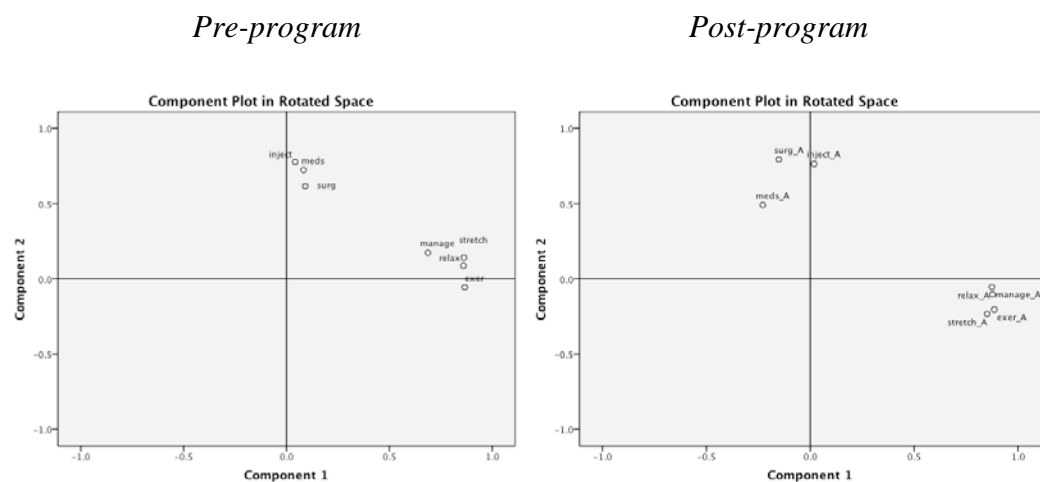 Pre-program
Post-program
Component Plot in Rotated Space
Component 2
1.0
0.5
0.0
-0.5
-1.0
inject
meds
surg
manage
stretch
relax
exer
-1.0
-0.5
0.0
0.5
1.0
Component 1
Component Plot in Rotated Space
Component 2
1.0
0.5
0.0
-0.5
-1.0
surg_A
inject_A
meds_A
relax_A
manage_A
stretch_A
exer_A
-1.0
-0.5
0.0
0.5
1.0
Component 1